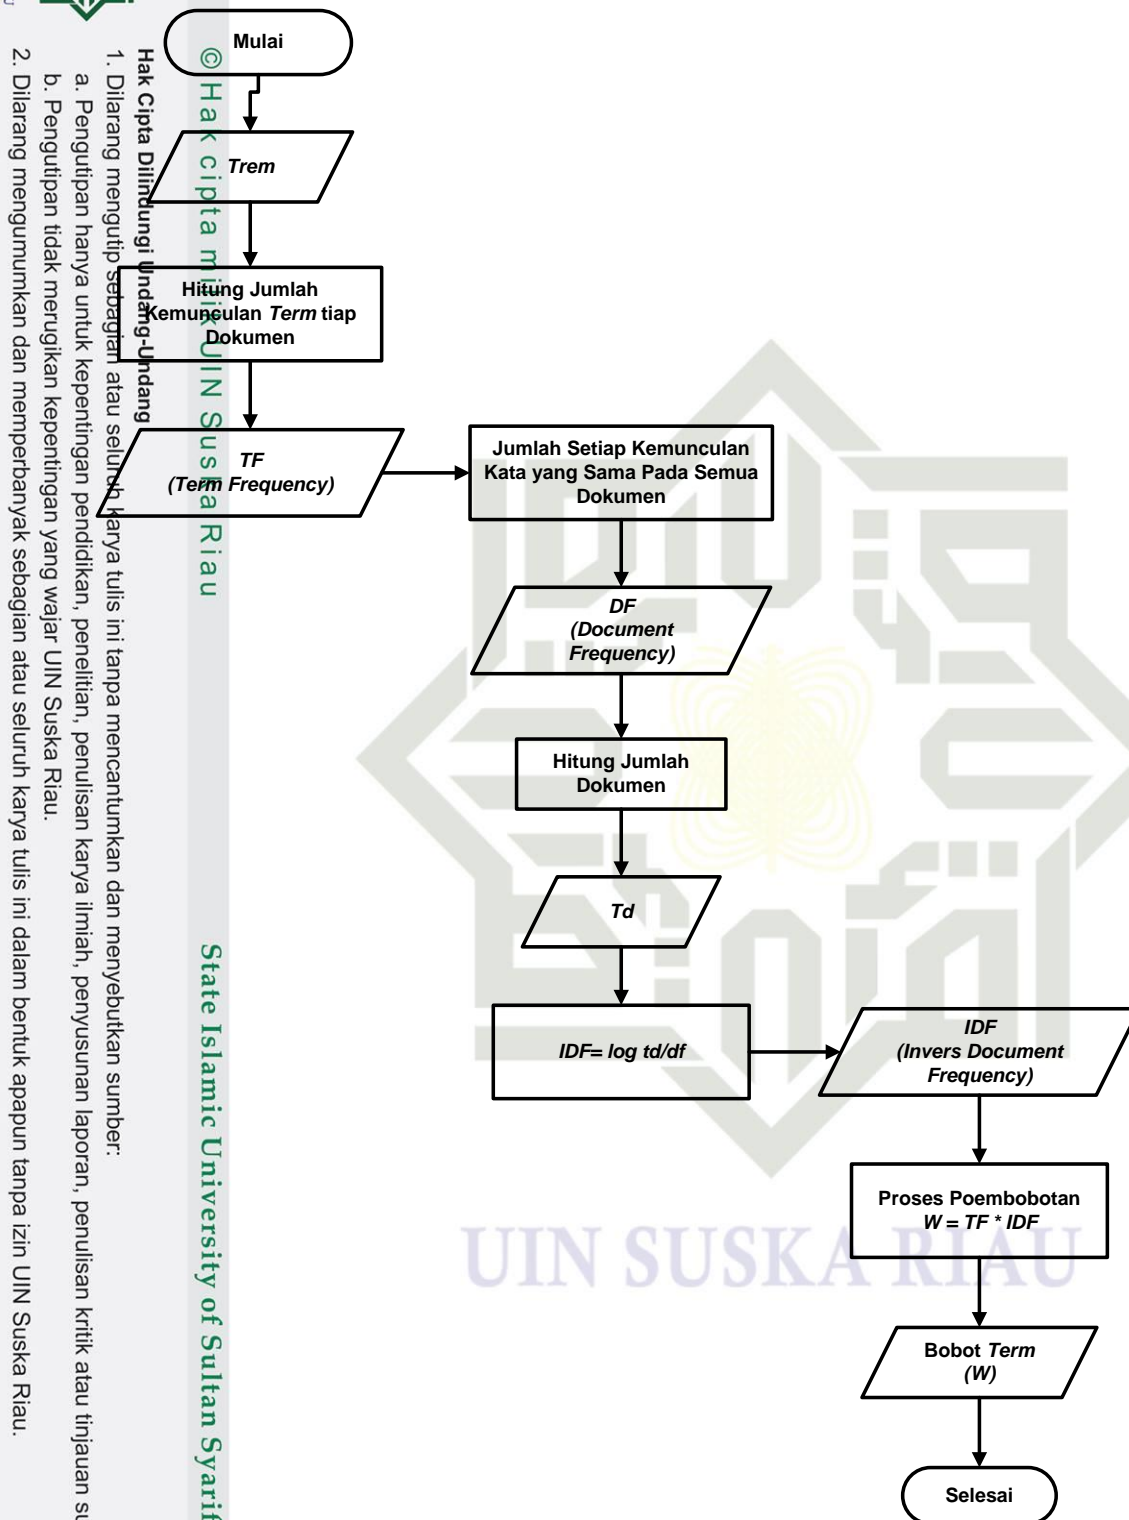 Mulai
Trem
Hitung Jumlah
Kemunculan Term tiap
Dokumen
TF
(Term Frequency)
Jumlah Setiap Kemunculan
Kata yang Sama Pada Semua
Dokumen
DF
(Document
Frequency)
Hitung Jumlah
Dokumen
Td
IDF= log td/df
IDF
(Invers Document
Frequency)
Proses Poembobotan
W = TF * IDF
Bobot Term
(W)
Selesai
UIN SUSKA RIAU
© Hak cipta milik UIN Suska Riau
State Islamic University of Sultan Syarif
Hak Cipta Dilindungi Undang-Undang
1. Dilarang mengutip sebagian atau seluruh karya tulis ini tanpa mencantumkan dan menyebutkan sumber:
a. Pengutipan hanya untuk kepentingan pendidikan, penelitian, penulisan karya ilmiah, penyusunan laporan, penulisan kritik atau tinjauan su
b. Pengutipan tidak merugikan kepentingan yang wajar UIN Suska Riau.
2. Dilarang mengumumkan dan memperbanyak sebagian atau seluruh karya tulis ini dalam bentuk apapun tanpa izin UIN Suska Riau.